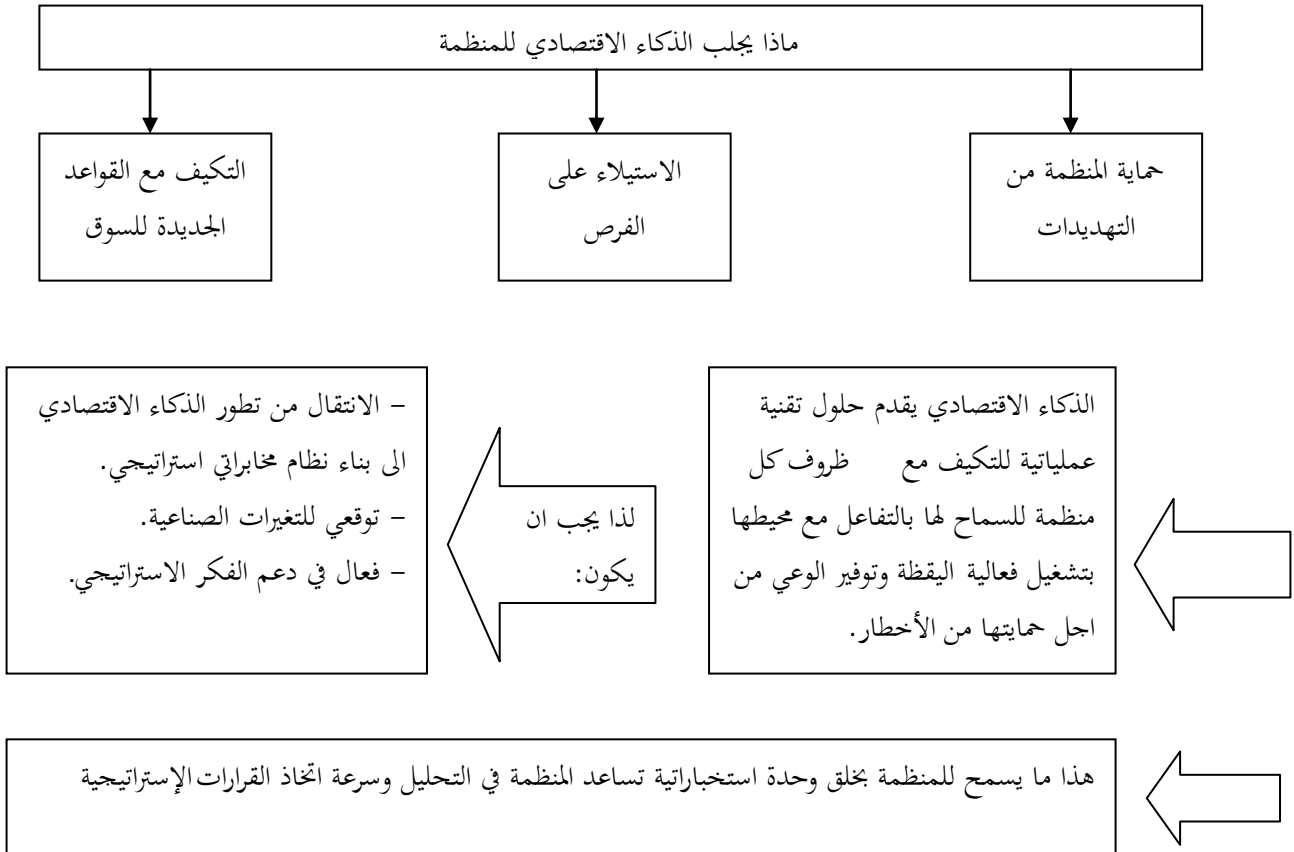 ماذا يجلب الذكاء الاقتصادي للمنظمة
حماية المنظمة من
التهديدات
الاستيلاء على
الفرص
التكيف مع القواعد
الجديدة للسوق
الذكاء الاقتصادي يقدم حلول تقنية
عملياتية للتكيف مع ظروف كل
منظمة للسماح لها بالتفاعل مع محيطها
بتشغيل فعالية اليقظة وتوفير الوعي من
اجل حمايتها من الأخطار.
لذا يجب ان
يكون:
– الانتقال من تطور الذكاء الاقتصادي
الى بناء نظام مخابراتي استراتيجي.
– توقعي للتغيرات الصناعية.
– فعال في دعم الفكر الاستراتيجي.
هذا ما يسمح للمنظمة بخلق وحدة استخباراتية تساعد المنظمة في التحليل وسرعة اتخاذ القرارات الإستراتيجية